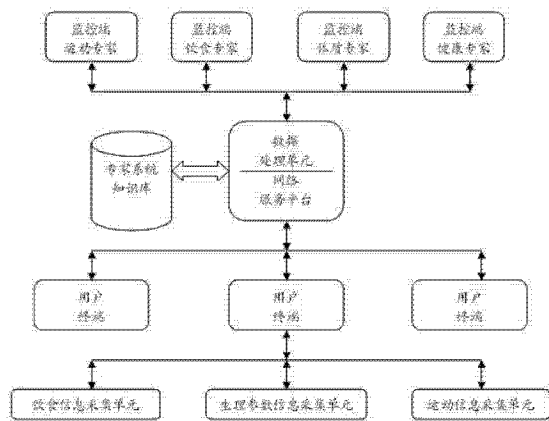 监控端
运动专家
监控端
饮食专家
监控端
体质专家
监控端
健康专家
专家系统
知识库
数据
处理单元
网络
服务平台
用户
终端
用户
终端
用户
终端
饮食信息采集单元
生理参数信息采集单元
运动信息采集单元